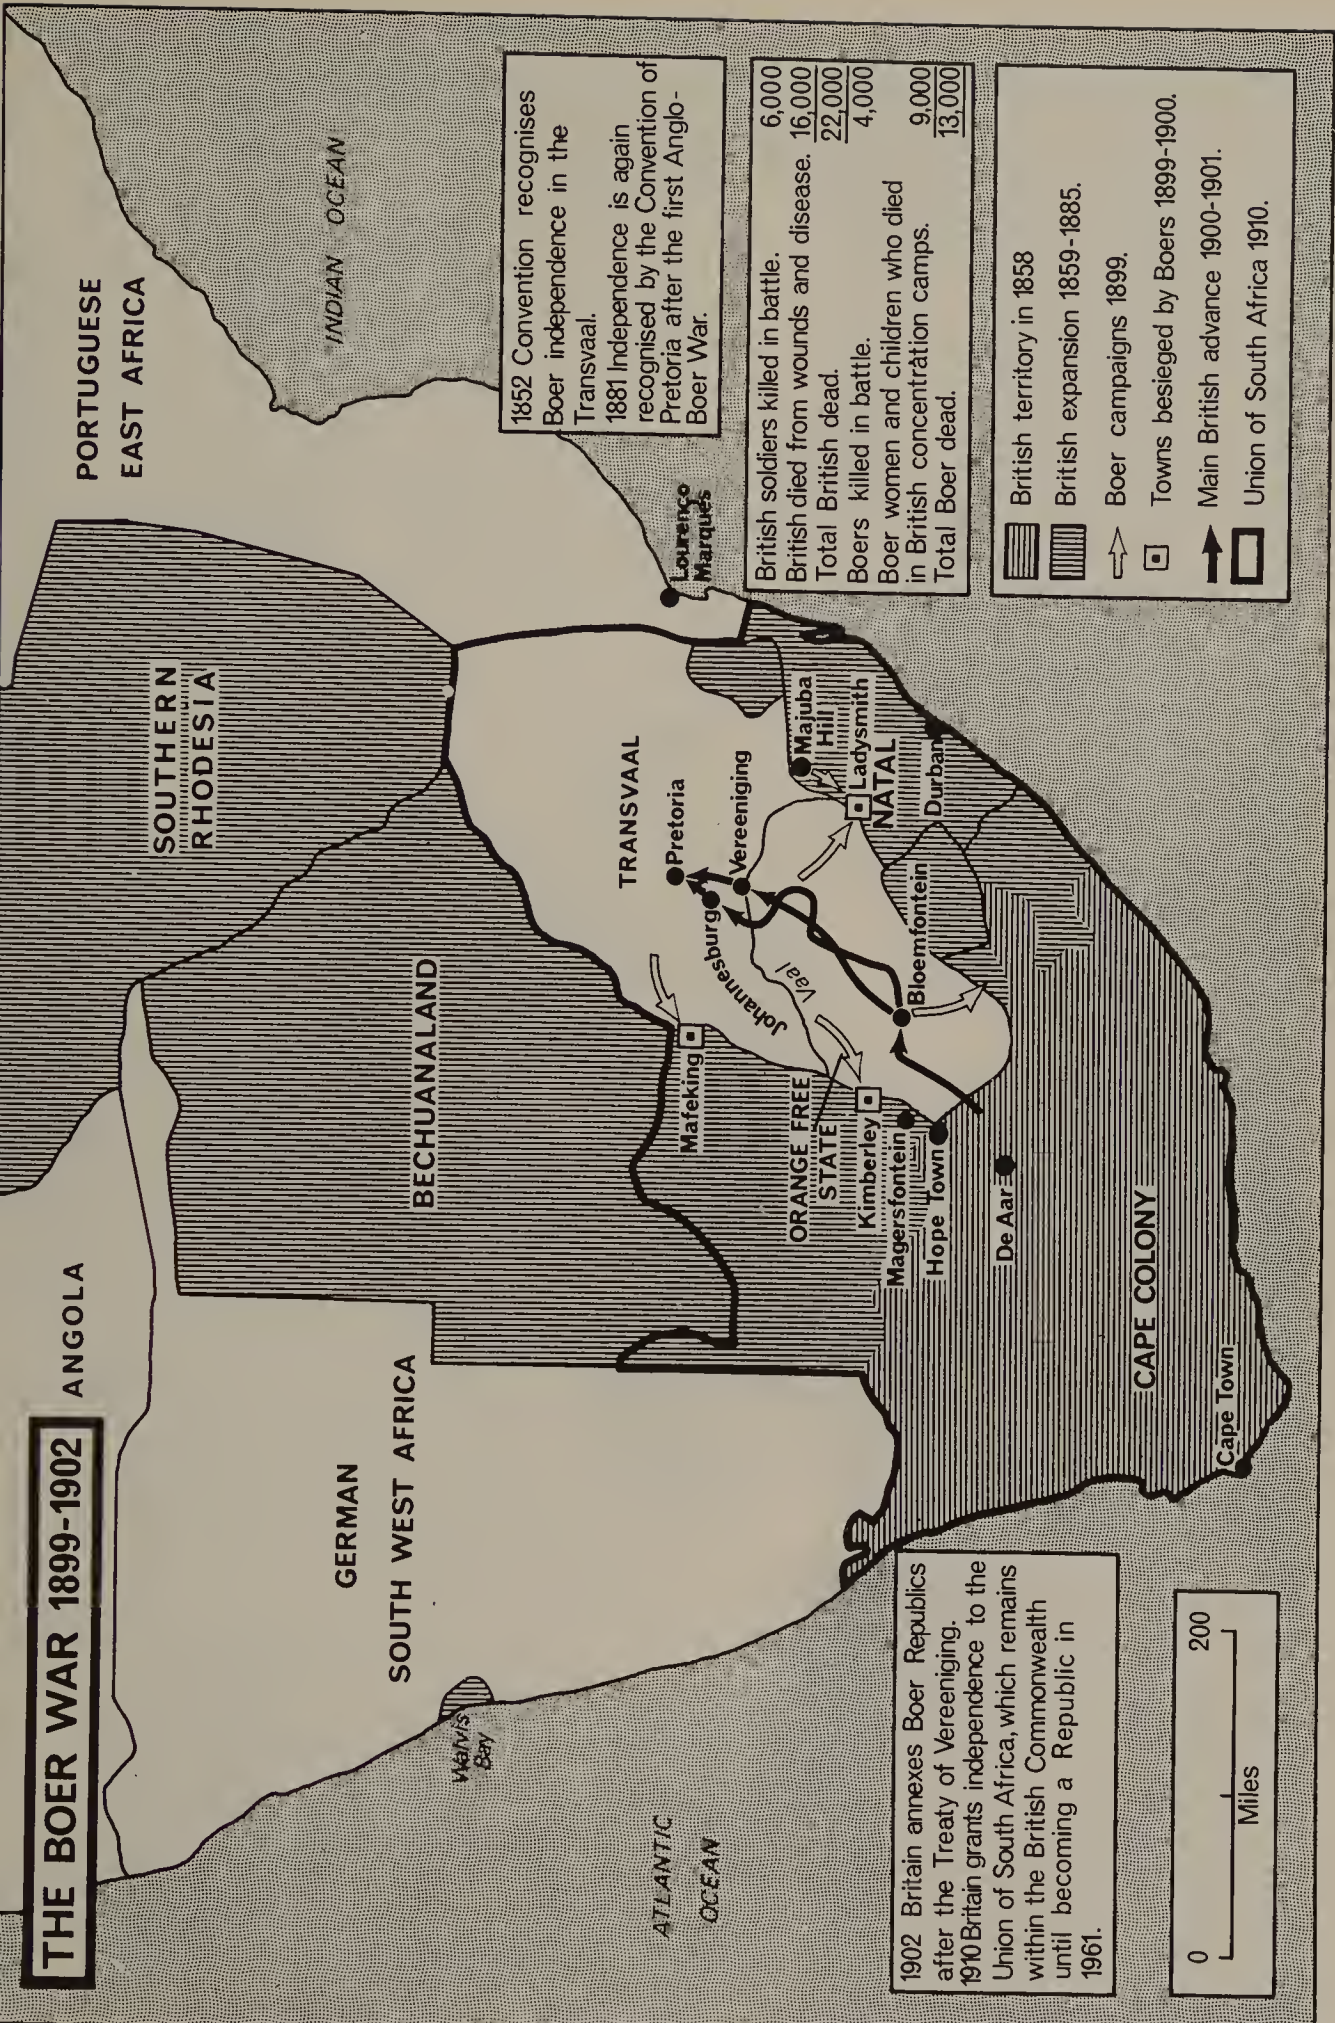 THE BOER WAR 1899-1902
ANGOLA
PORTUGUESE
EAST AFRICA
SOUTHERN
RHODESIA
INDIAN OCEAN
GERMAN
SOUTH WEST AFRICA
BECHUANALAND
Walvis
Bay
ATLANTIC
OCEAN
TRANSVAAL
Pretoria
Johannesburg
Vereeniging
Vaal
Mafeking
ORANGE FREE
STATE
Kimberley
Magersfontein
Hope Town
De Aar
Bloemfontein
Majuba
Hill
Ladysmith
NATAL
Durban
Lourenço
Marques
CAPE COLONY
Cape Town
1852 Convention recognises
Boer independence in the
Transvaal.
1881 Independence is again
recognised by the Convention of
Pretoria after the first Anglo-
Boer War.
British soldiers killed in battle. 6,000
British died from wounds and disease. 16,000
Total British dead. 22,000
Boers killed in battle. 4,000
Boer women and children who died
in British concentration camps. 9,000
Total Boer dead. 13,000
British territory in 1858
British expansion 1859-1885.
Boer campaigns 1899.
Towns besieged by Boers 1899-1900.
Main British advance 1900-1901.
Union of South Africa 1910.
1902 Britain annexes Boer Republics
after the Treaty of Vereeniging.
1910 Britain grants independence to the
Union of South Africa, which remains
within the British Commonwealth
until becoming a Republic in
1961.
0 200
Miles